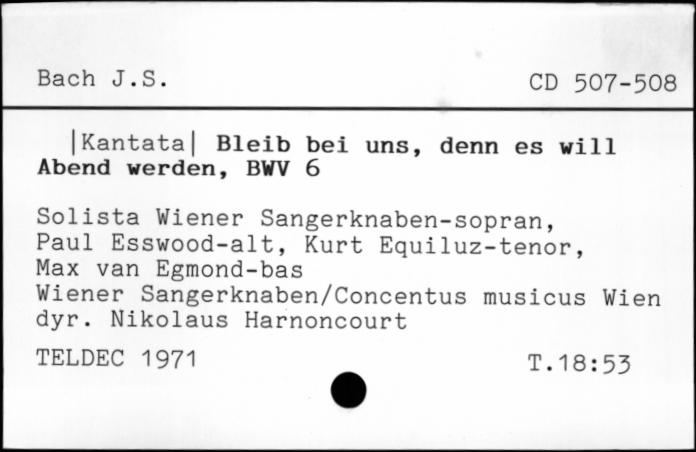 Bach J.S.
CD 507-508
|Kantata| Bleib bei uns, denn es will
Abend werden, BWV 6
Solista Wiener Sangerknaben-sopran,
Paul Esswood-alt, Kurt Equiluz-tenor,
Max van Egmond-bas
Wiener Sangerknaben/Concentus musicus Wien
dyr. Nikolaus Harnoncourt
TELDEC 1971
T.18:53